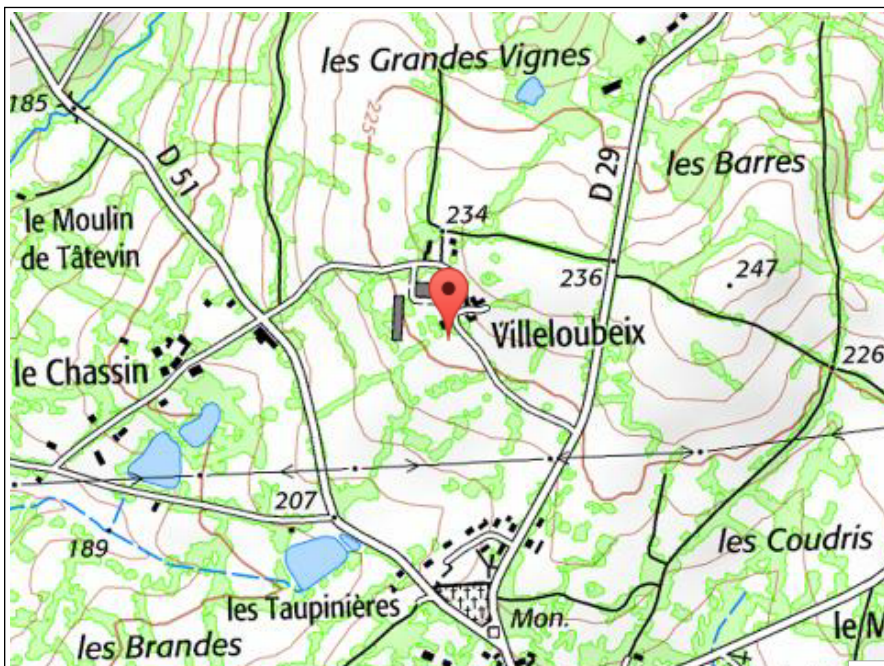 les Grandes Vignes
185
225
D 51
D 29
les Barres
le Moulin
de Tâtevin
234
236
247
Villeloubeix
le Chassin
226
207
189
les Coudris
les Taupinières
Mon.
le M
les Brandes